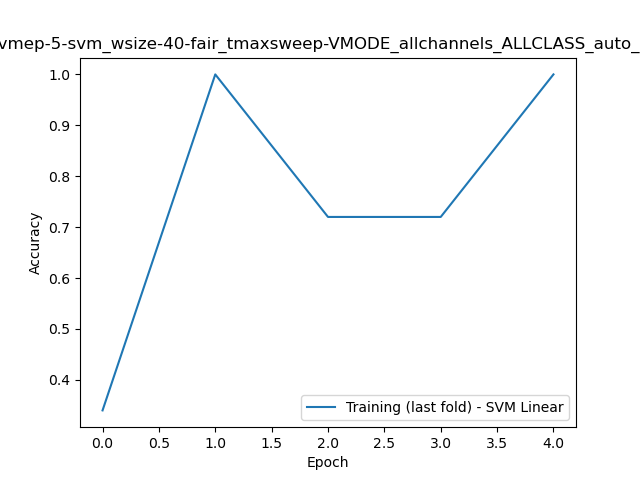 vmep-5-svm_wsize-40-fair_tmaxsweep-VMODE_allchannels_ALLCLASS_auto_
1.0
0.9
0.8
0.7
0.6
0.5
0.4
Accuracy
Training (last fold) - SVM Linear
0.0 0.5 1.0 1.5 2.0 2.5 3.0 3.5 4.0
Epoch